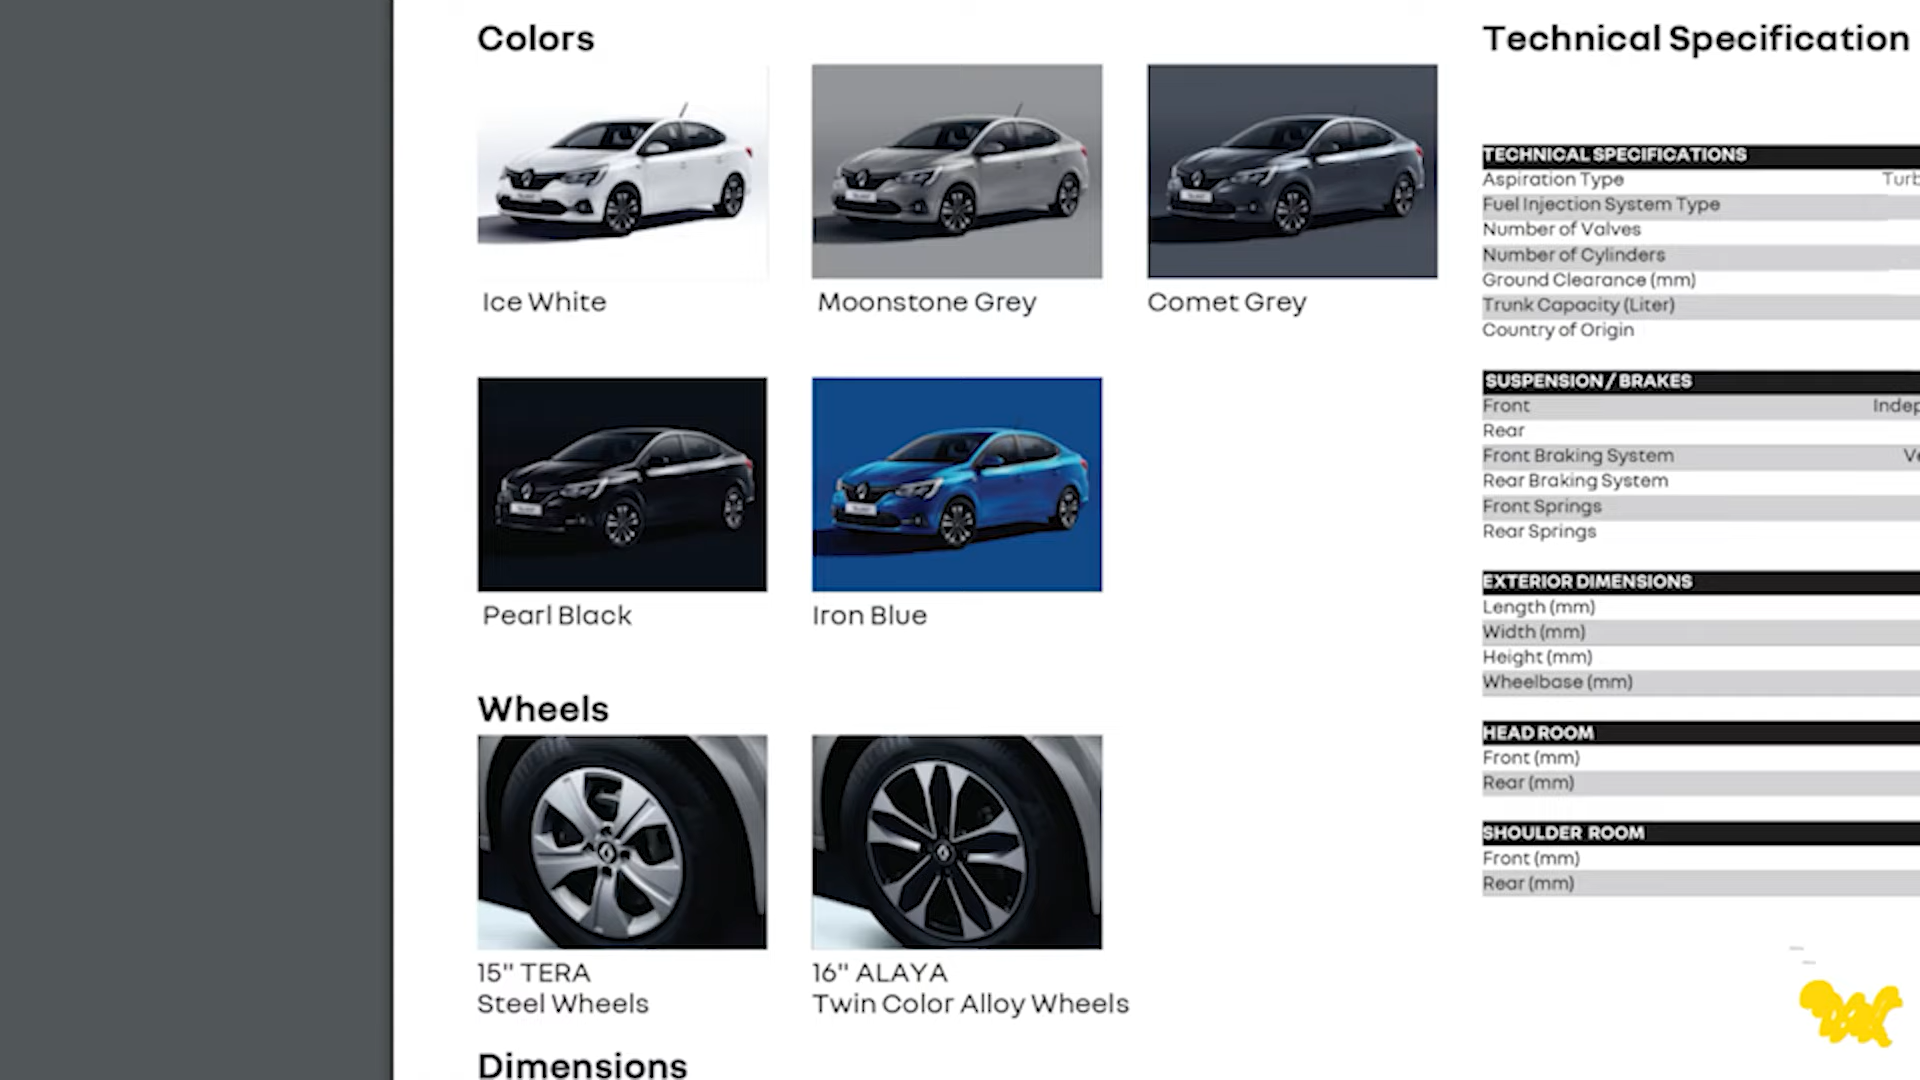 Colors
Ice White
Moonstone Grey
Comet Grey
Pearl Black
Iron Blue
Wheels
15" TERA
Steel Wheels
16" ALAYA
Twin Color Alloy Wheels
Dimensions
Technical Specification
TECHNICAL SPECIFICATIONS
Aspiration Type Turb
Fuel Injection System Type
Number of Valves
Number of Cylinders
Ground Clearance (mm)
Trunk Capacity (Liter)
Country of Origin
SUSPENSION / BRAKES
Front Indep
Rear
Front Braking System Ve
Rear Braking System
Front Springs
Rear Springs
EXTERIOR DIMENSIONS
Length (mm)
Width (mm)
Height (mm)
Wheelbase (mm)
HEAD ROOM
Front (mm)
Rear (mm)
SHOULDER ROOM
Front (mm)
Rear (mm)